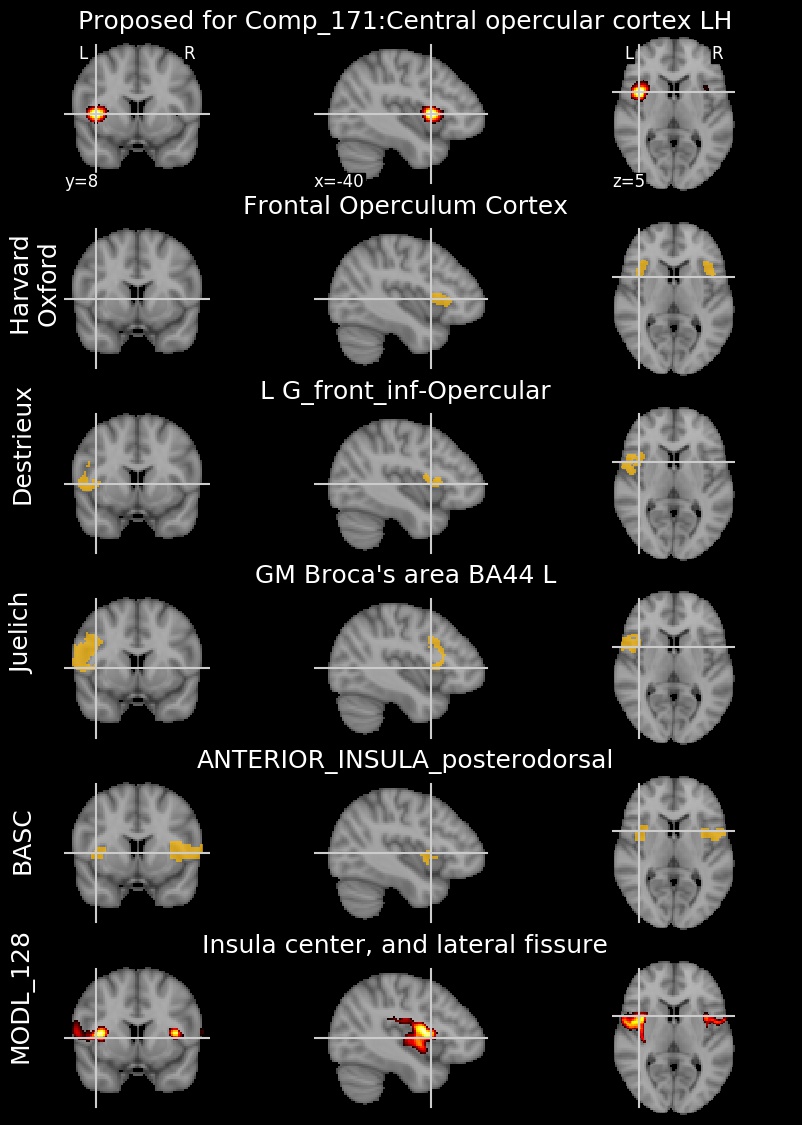 Proposed for Comp_171:Central opercular cortex LH
L R L R
y=8 x=-40 z=5
Frontal Operculum Cortex
Harvard
Oxford
L G_front_inf-Opercular
Destrieux
GM Broca's area BA44 L
Juelich
ANTERIOR_INSULA_posterodorsal
BASC
Insula center, and lateral fissure
MODL_128